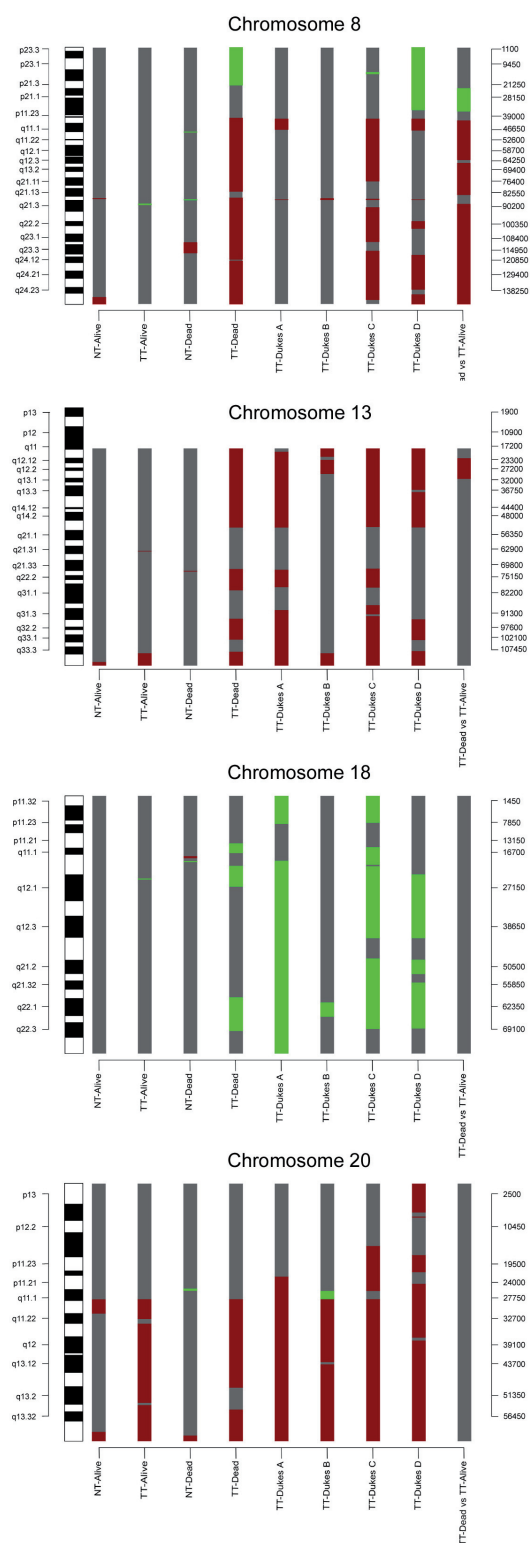 Chromosome 8
p23.3
p23.1
p21.3
p21.1
p11.23
q11.1
q11.22
q12.1
q12.3
q13.2
q21.11
q21.13
q21.3
q22.2
q23.1
q23.3
q24.12
q24.21
q24.23
1100
9450
21250
28150
39000
46650
52600
58700
64250
69400
76400
82550
90200
100350
108400
114950
120850
129400
138250
NT-Alive
TT-Alive
NT-Dead
TT-Dead
TT-Dukes A
TT-Dukes B
TT-Dukes C
TT-Dukes D
ad vs TT-Alive
Chromosome 13
p13
p12
q11
q12.12
q12.2
q13.1
q13.3
q14.12
q14.2
q21.1
q21.31
q21.33
q22.2
q31.1
q31.3
q32.2
q33.1
q33.3
1900
10900
17200
23300
27200
32000
36750
44400
48000
56350
62900
69800
75150
82200
91300
97600
102100
107450
NT-Alive
TT-Alive
NT-Dead
TT-Dead
TT-Dukes A
TT-Dukes B
TT-Dukes C
TT-Dukes D
TT-Dead vs TT-Alive
Chromosome 18
p11.32
p11.23
p11.21
q11.1
q12.1
q12.3
q21.2
q21.32
q22.1
q22.3
1450
7850
13150
16700
27150
38650
50500
55850
62350
69100
NT-Alive
TT-Alive
NT-Dead
TT-Dead
TT-Dukes A
TT-Dukes B
TT-Dukes C
TT-Dukes D
TT-Dead vs TT-Alive
Chromosome 20
p13
p12.2
p11.23
p11.21
q11.1
q11.22
q12
q13.12
q13.2
q13.32
2500
10450
19500
24000
27750
32700
39100
43700
51350
56450
NT-Alive
TT-Alive
NT-Dead
TT-Dead
TT-Dukes A
TT-Dukes B
TT-Dukes C
TT-Dukes D
TT-Dead vs TT-Alive